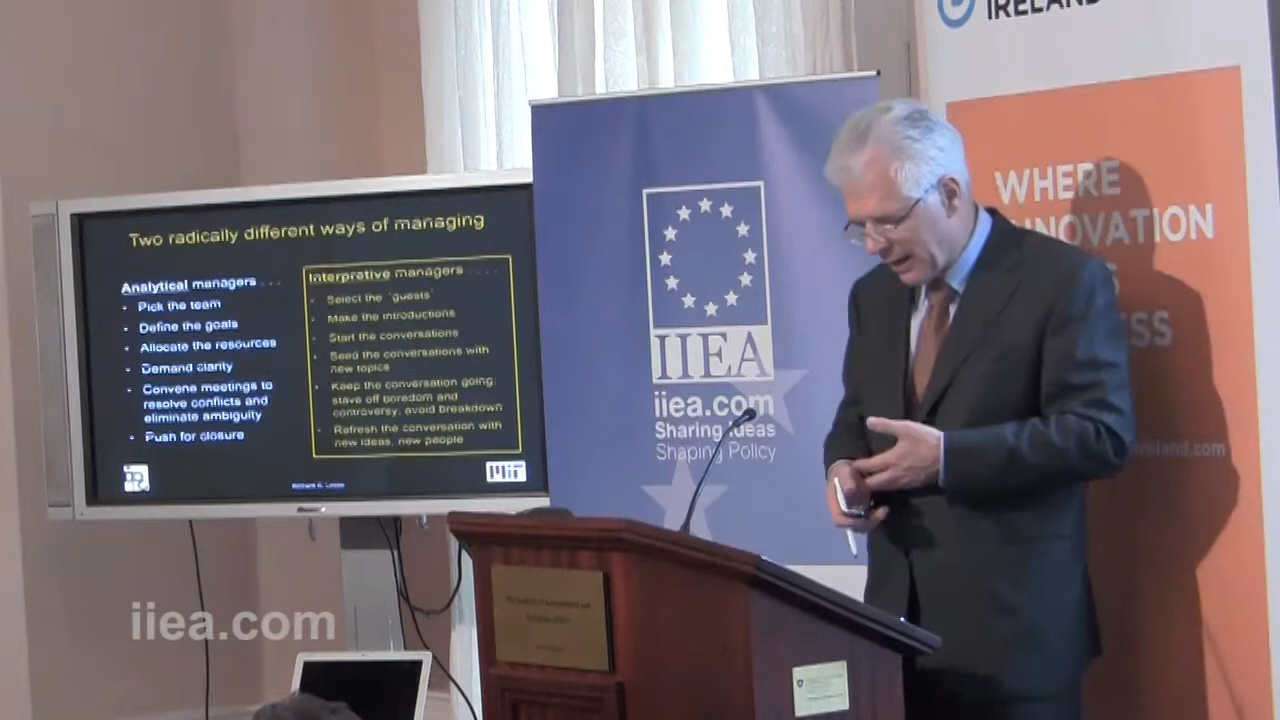 IRELAND
WHERE
INNOVATION
Two radically different ways of managing
Analytical managers . . .
Pick the team
Define the goals
Allocate the resources
Demand clarity
Convene meetings to
resolve conflicts and
eliminate ambiguity
Push for closure
Interpretive managers . . . .
Select the 'guests'
Make the introductions
Start the conversations
Seed the conversations with
new topics
Keep the conversation going:
stave off boredom and
controversy; avoid breakdown
Refresh the conversation with
new ideas, new people
MIT
IIEA
iiea.com
Sharing Ideas
Shaping Policy
iiea.com